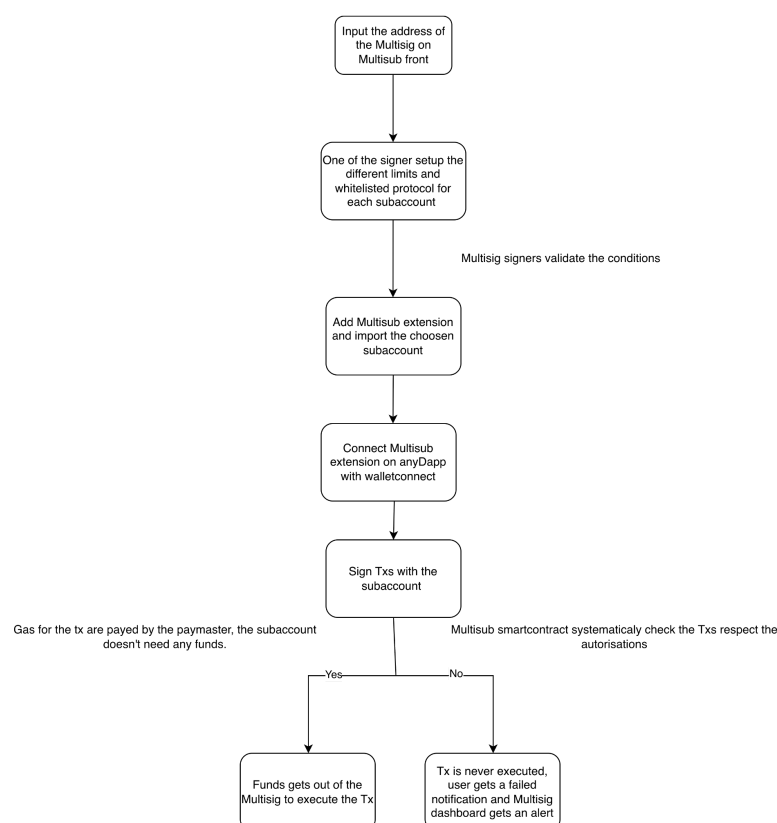 Input the address of
the Multisig on
Multisub front
One of the signer setup the
different limits and
whitelisted protocol for
each subaccount
Multisig signers validate the conditions
Add Multisub extension
and import the choosen
subaccount
Connect Multisub
extension on anyDapp
with walletconnect
Sign Txs with the
subaccount
Gas for the tx are payed by the paymaster, the subaccount
doesn't need any funds.
Multisub smartcontract systematicaly check the Txs respect the
autorisations
Yes
No
Funds gets out of the
Multisig to execute the Tx
Tx is never executed,
user gets a failed
notification and Multisig
dashboard gets an alert